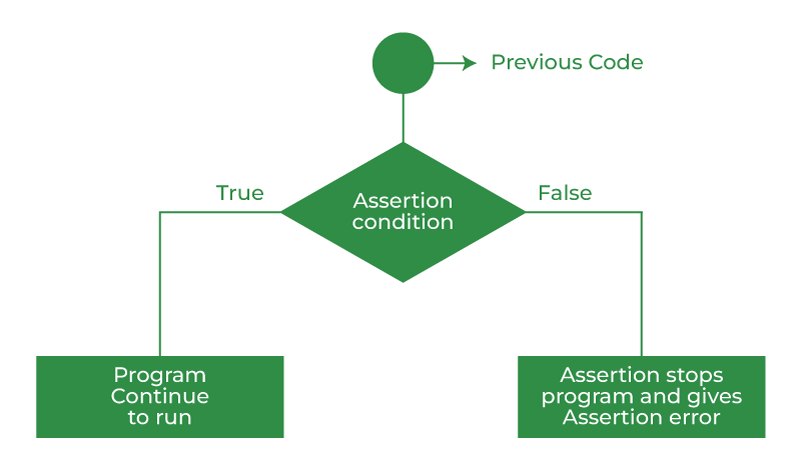 Previous Code
True
False
Assertion
condition
Program
Continue
to run
Assertion stops
program and gives
Assertion error